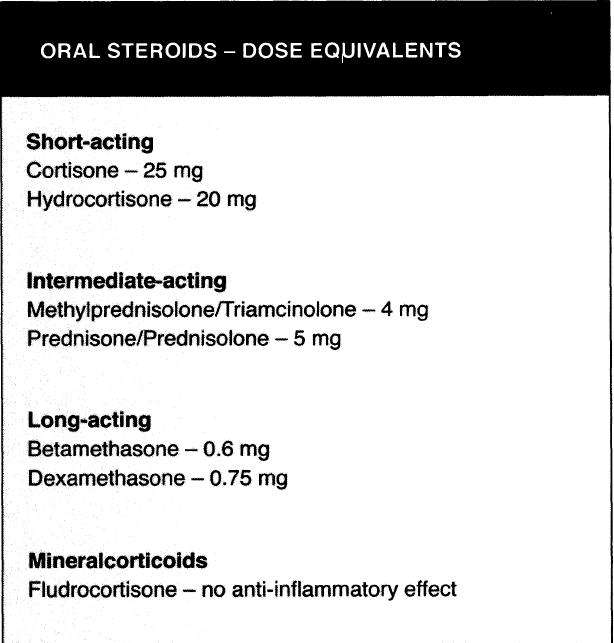 ORAL STEROIDS – DOSE EQUIVALENTS
Short-acting
Cortisone – 25 mg
Hydrocortisone – 20 mg
Intermediate-acting
Methylprednisolone/Triamcinolone – 4 mg
Prednisone/Prednisolone – 5 mg
Long-acting
Betamethasone – 0.6 mg
Dexamethasone – 0.75 mg
Mineralcorticoids
Fludrocortisone – no anti-inflammatory effect